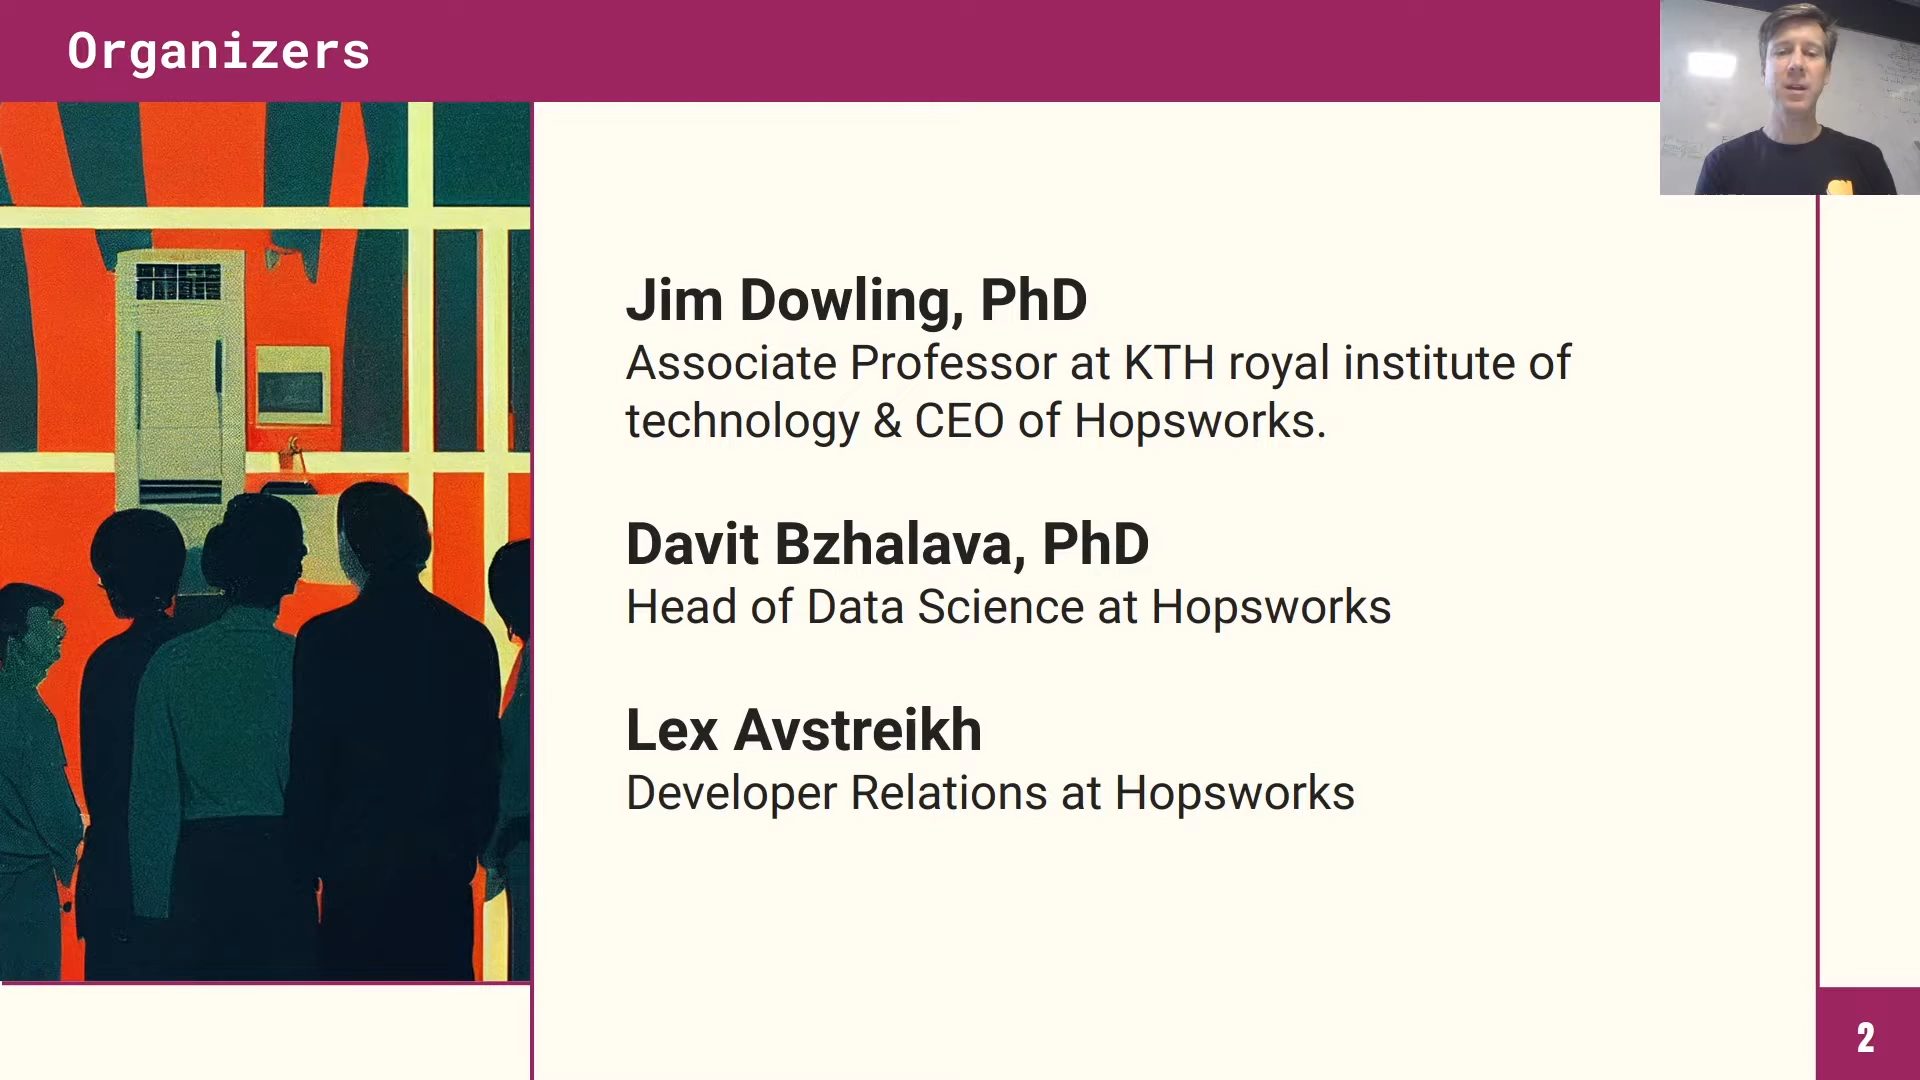 Organizers
Jim Dowling, PhD
Associate Professor at KTH royal institute of
technology & CEO of Hopsworks.
Davit Bzhalava, PhD
Head of Data Science at Hopsworks
Lex Avstreikh
Developer Relations at Hopsworks
2